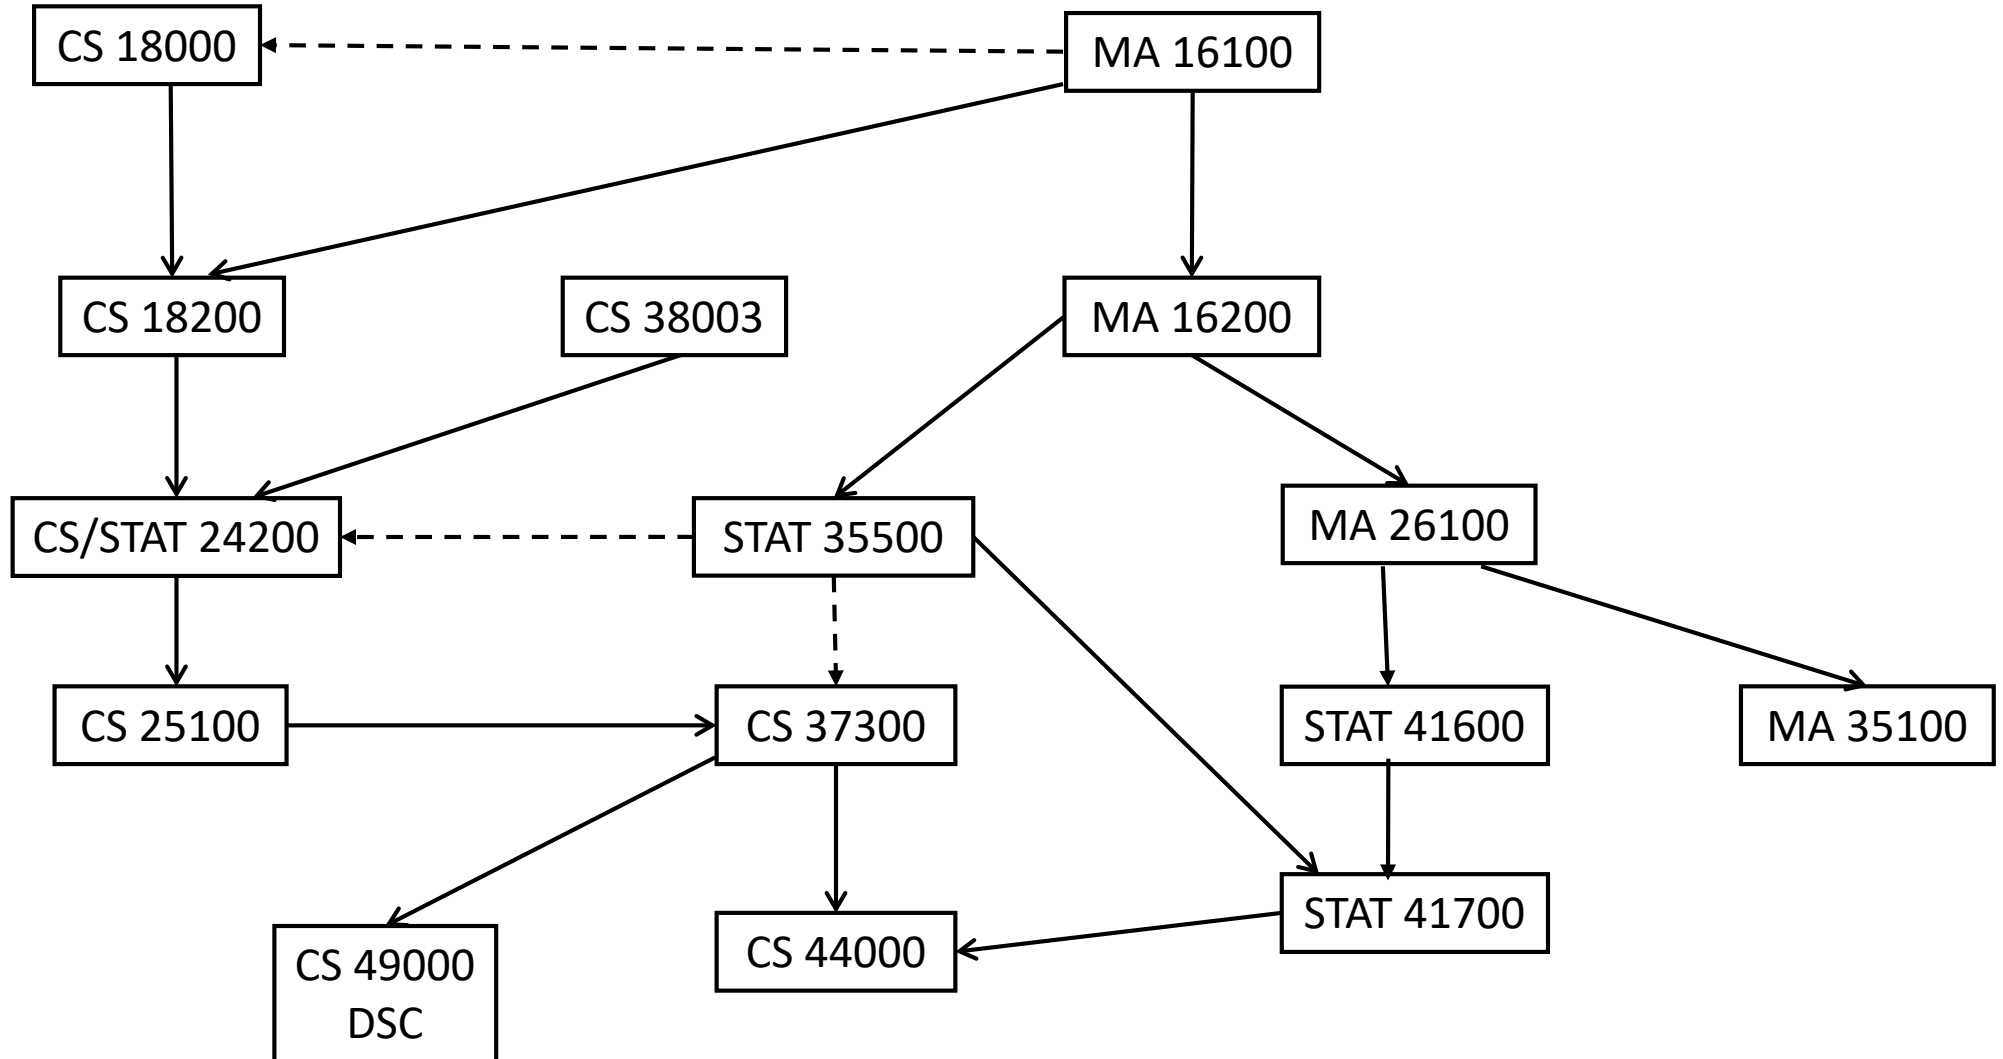 CS 18000
MA 16100
CS 18200
CS 38003
MA 16200
CS/STAT 24200
STAT 35500
MA 26100
CS 25100
CS 37300
STAT 41600
MA 35100
CS 49000
DSC
CS 44000
STAT 41700